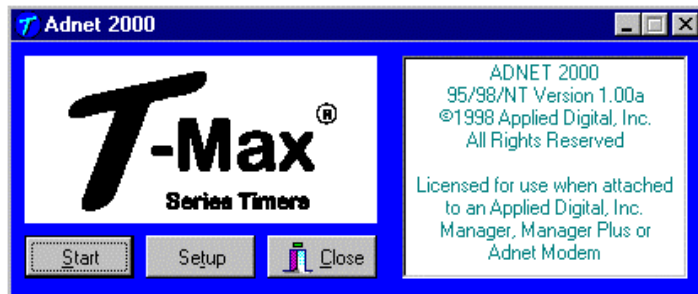 Adnet 2000
T-Max®
Series Timers
Start
Setup
Close
ADNET 2000
95/98/NT Version 1.00a
©1998 Applied Digital, Inc.
All Rights Reserved
Licensed for use when attached
to an Applied Digital, Inc.
Manager, Manager Plus or
Adnet Modem